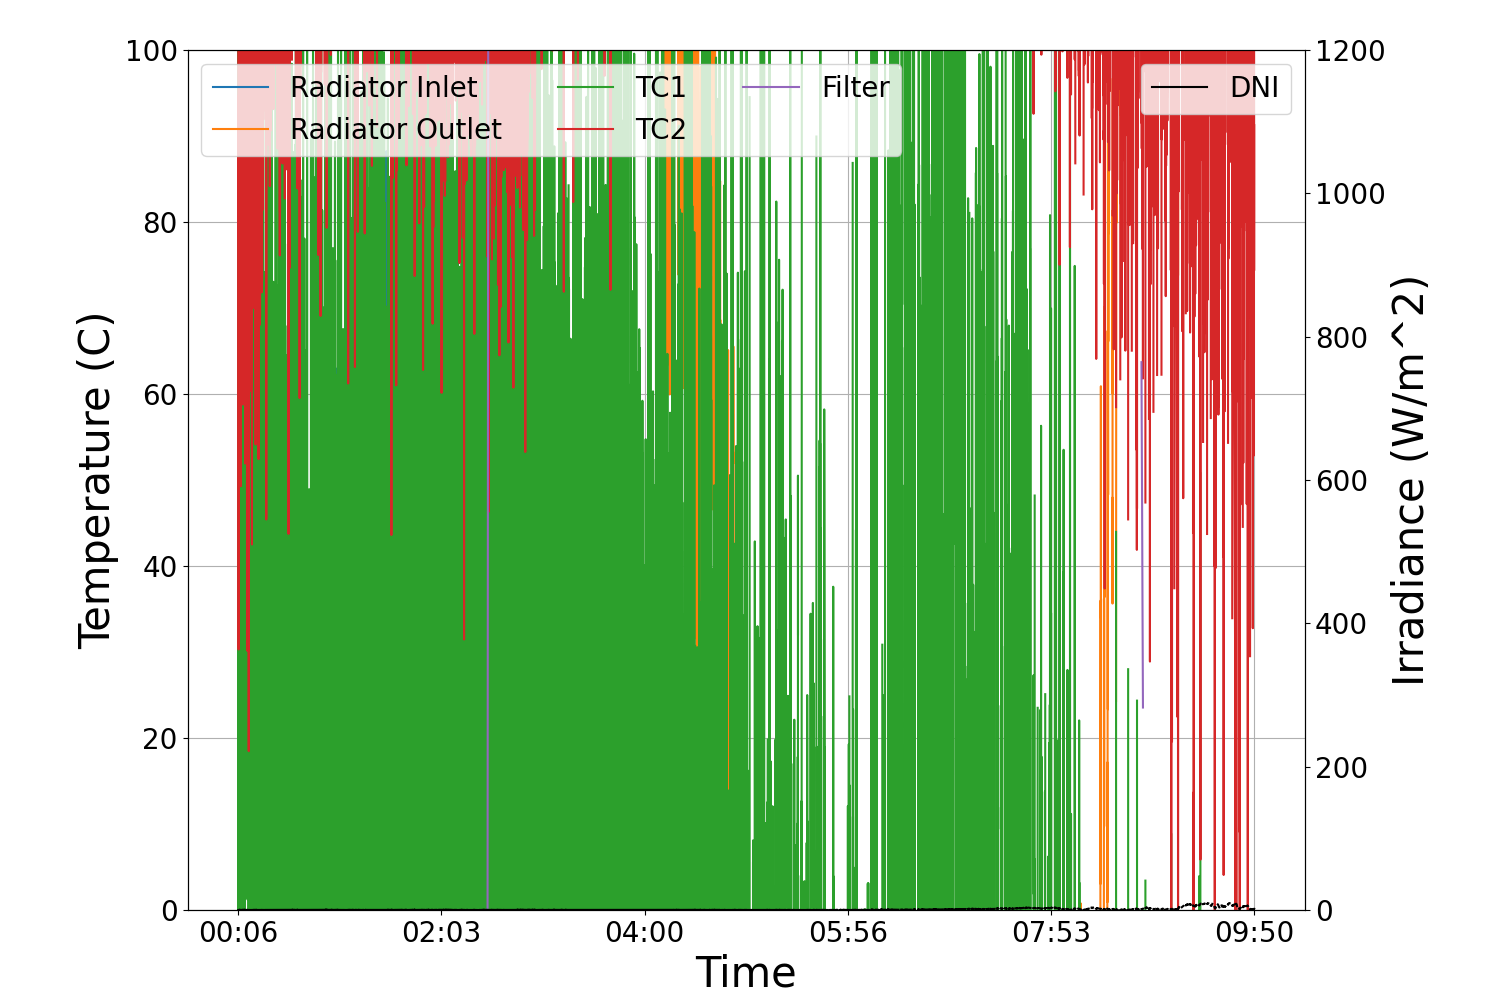 100
80
60
40
20
0
Temperature (C)
Radiator Inlet
Radiator Outlet
TC1
TC2
Filter
DNI
1200
1000
800
600
400
200
0
Irradiance (W/m^2)
00:06
02:03
04:00
05:56
07:53
09:50
Time